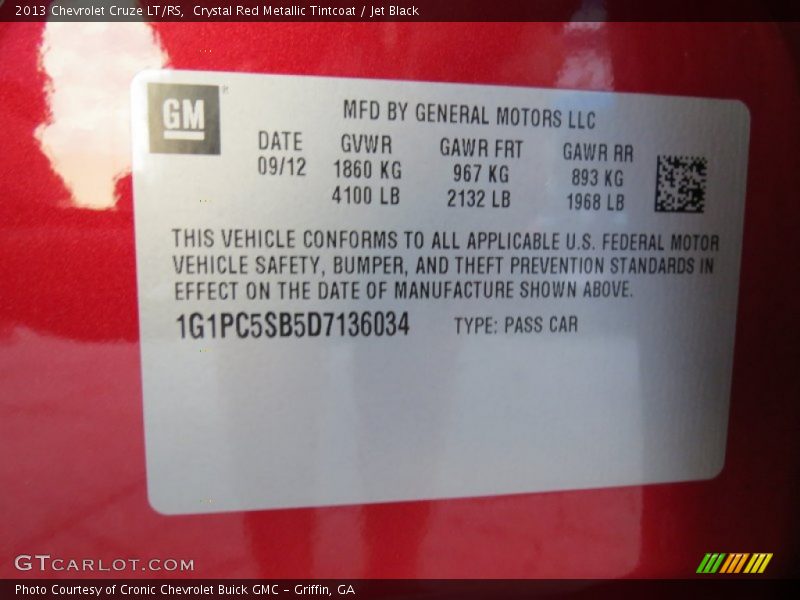 2013 Chevrolet Cruze LT/RS,  Crystal Red Metallic Tintcoat / Jet Black
GM®
MFD BY GENERAL MOTORS LLC
DATE GVWR GAWR FRT GAWR RR
09/12 1860 KG 967 KG 893 KG
4100 LB 2132 LB 1968 LB
THIS VEHICLE CONFORMS TO ALL APPLICABLE U.S. FEDERAL MOTOR
VEHICLE SAFETY, BUMPER, AND THEFT PREVENTION STANDARDS IN
EFFECT ON THE DATE OF MANUFACTURE SHOWN ABOVE.
1G1PC5SB5D7136034 TYPE: PASS CAR
GTCARLOT.COM
Photo Courtesy of Cronic Chevrolet Buick GMC – Griffin, GA